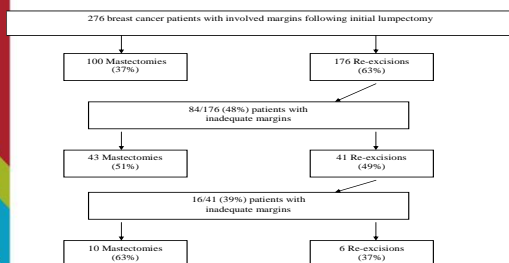 276 breast cancer patients with involved margins following initial lumpectomy
100 Mastectomies
(37%)
176 Re-excisions
(63%)
84/176 (48%) patients with
inadequate margins
43 Mastectomies
(51%)
41 Re-excisions
(49%)
16/41 (39%) patients with
inadequate margins
10 Mastectomies
(63%)
6 Re-excisions
(37%)